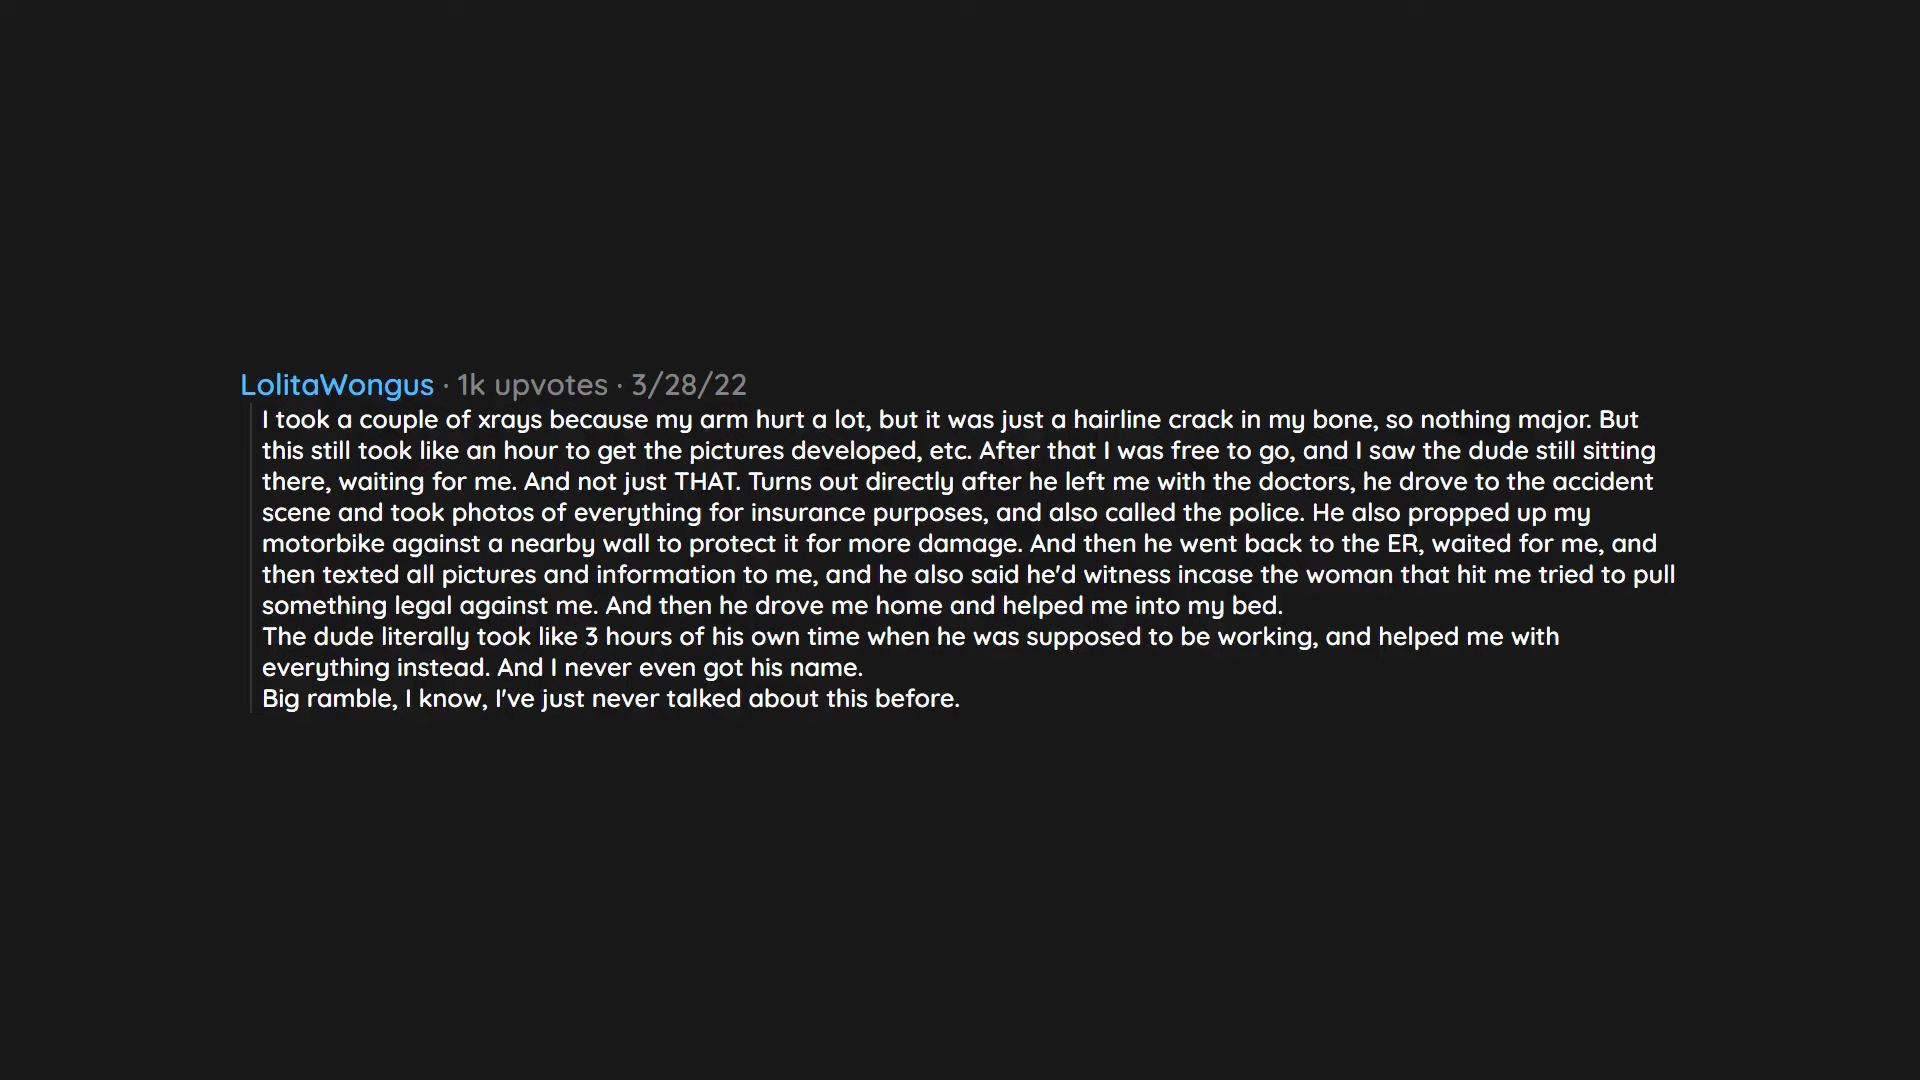 LolitaWongus · 1k upvotes · 3/28/22
I took a couple of xrays because my arm hurt a lot, but it was just a hairline crack in my bone, so nothing major. But
this still took like an hour to get the pictures developed, etc. After that I was free to go, and I saw the dude still sitting
there, waiting for me. And not just THAT. Turns out directly after he left me with the doctors, he drove to the accident
scene and took photos of everything for insurance purposes, and also called the police. He also propped up my
motorbike against a nearby wall to protect it for more damage. And then he went back to the ER, waited for me, and
then texted all pictures and information to me, and he also said he'd witness incase the woman that hit me tried to pull
something legal against me. And then he drove me home and helped me into my bed.
The dude literally took like 3 hours of his own time when he was supposed to be working, and helped me with
everything instead. And I never even got his name.
Big ramble, I know, I've just never talked about this before.